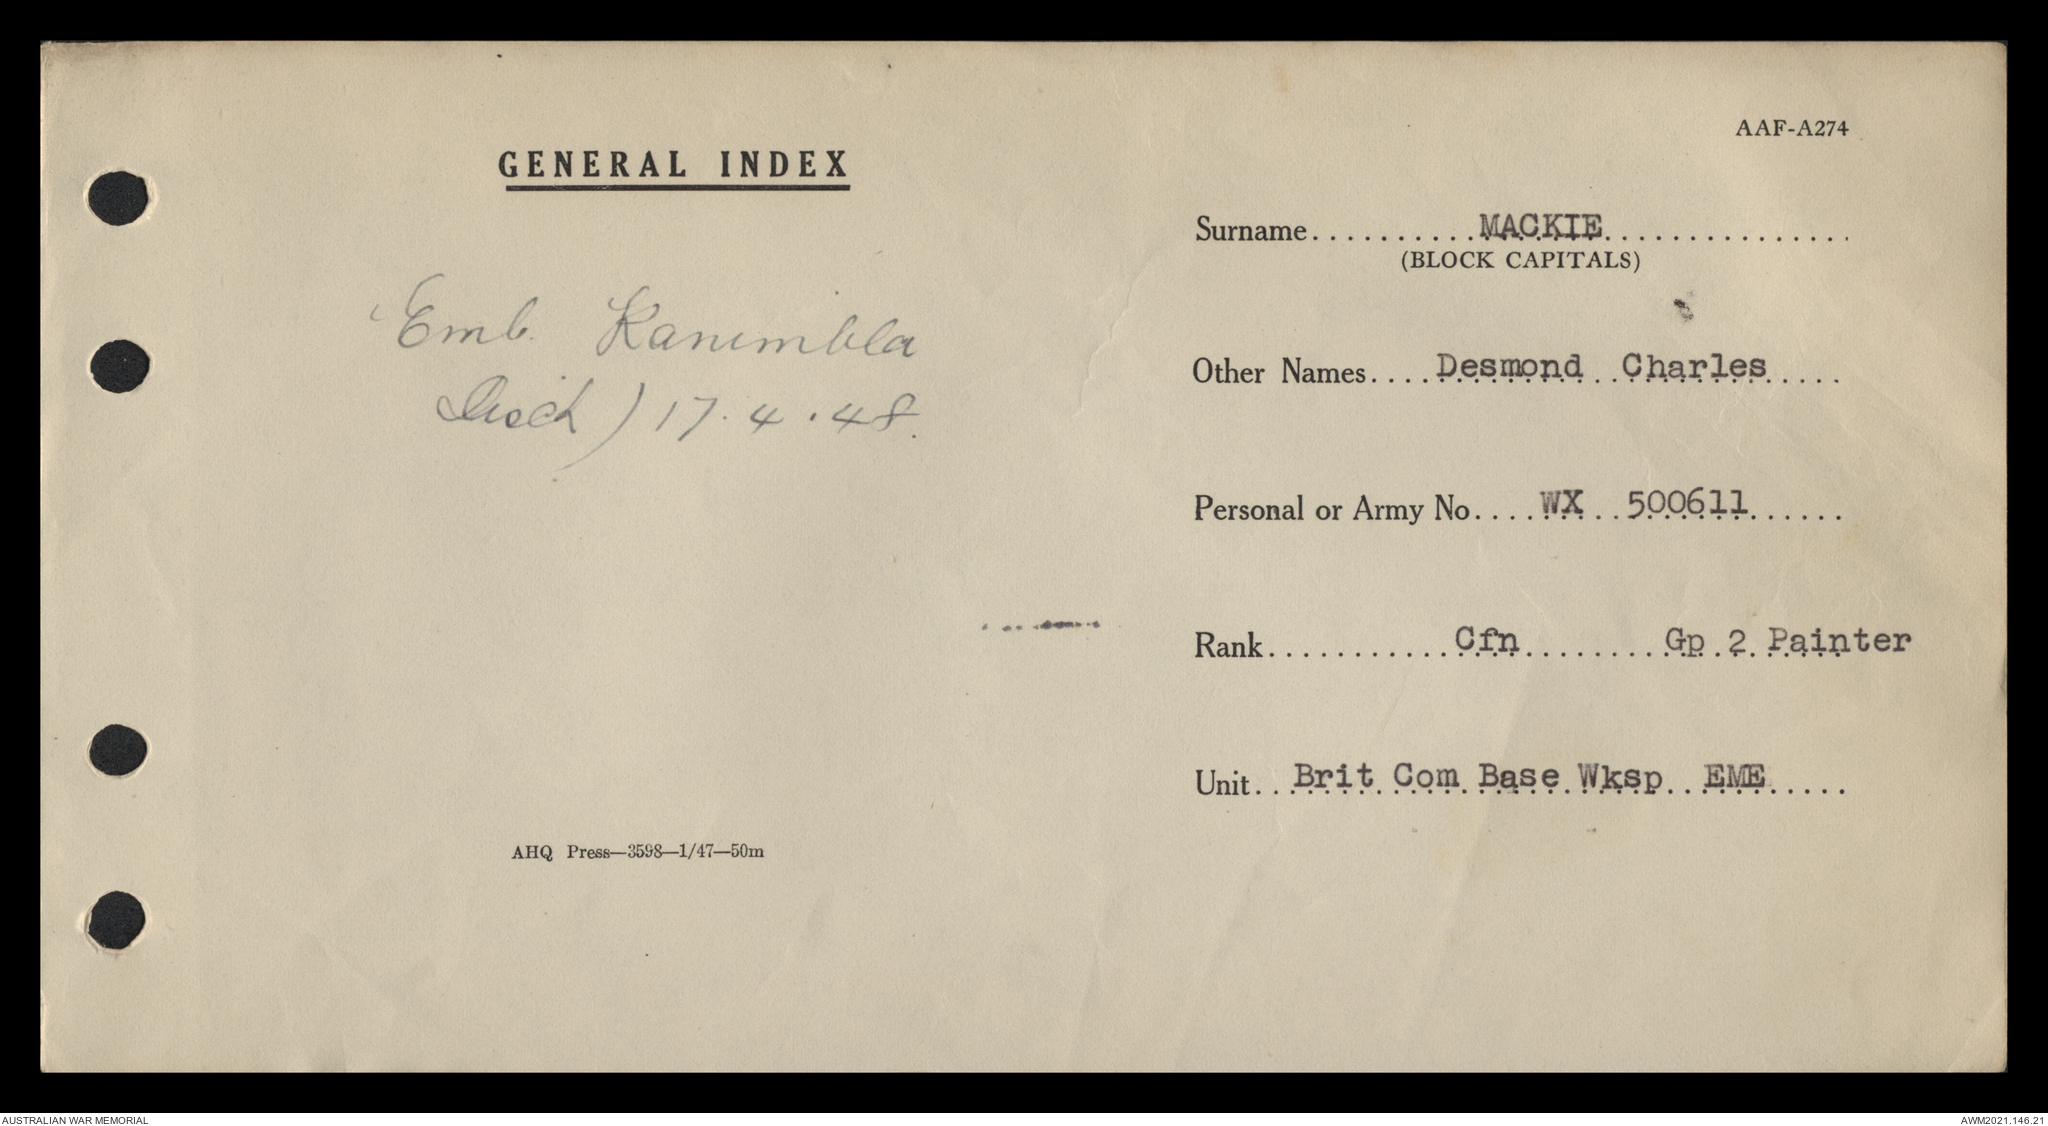 AAF-A274
GENERAL INDEX
Emb. Kanimbla
Disch) 17.4.48.
Surname..........MACKIE...............
(BLOCK CAPITALS)
Other Names....Desmond Charles.....
Personal or Army No....WX 500611......
Rank...........Cfn........Gp 2 Painter
Unit...Brit Com Base Wksp EME.....
AHQ Press—3598—1/47—50m
AUSTRALIAN WAR MEMORIAL
AWM2021.146.21